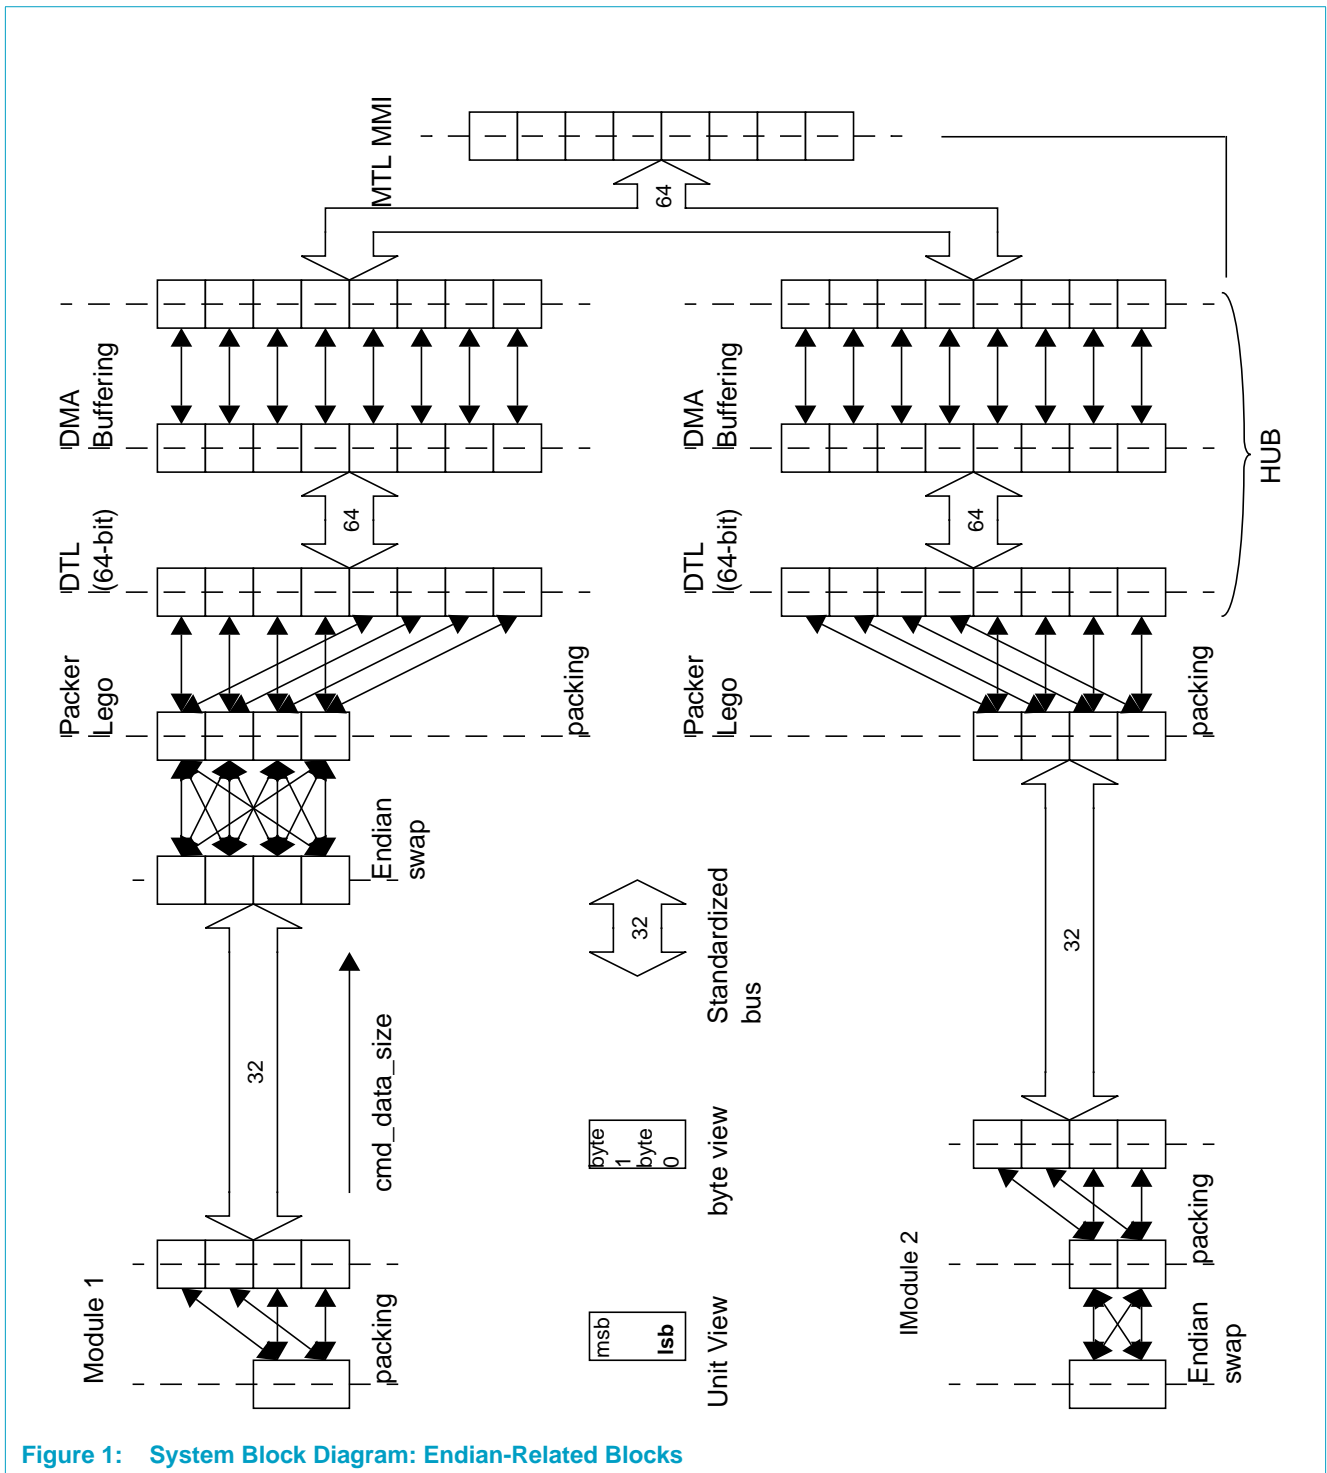 MTL MMI
64
DMA
Buffering
DMA
Buffering
HUB
64
64
DTL
(64-bit)
DTL
(64-bit)
Packer
Lego
packing
Packer
Lego
packing
Endian
swap
32
Standardized
bus
32
32
cmd_data_size
byte
1
byte
0
byte view
Module 1
packing
msb
lsb
Unit View
IModule 2
packing
Endian
swap
Figure 1: System Block Diagram: Endian-Related Blocks